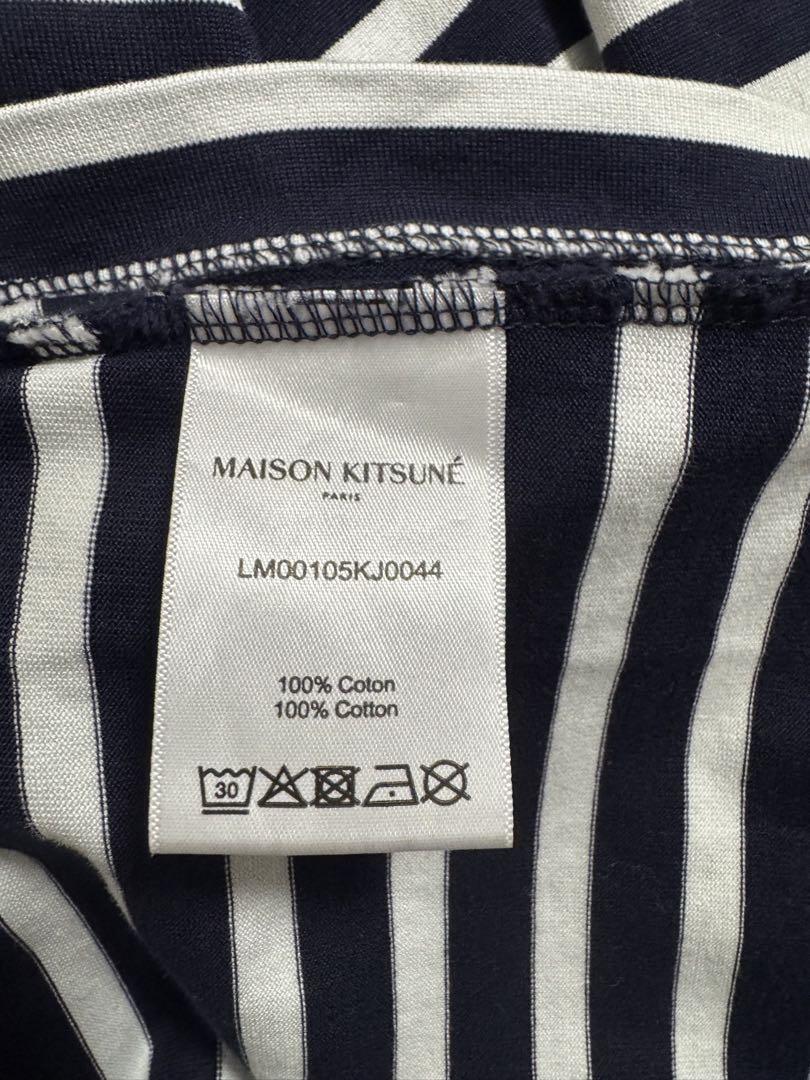 MAISON KITSUNÉ
PARIS
LM00105KJ0044
100% Coton
100% Cotton
30